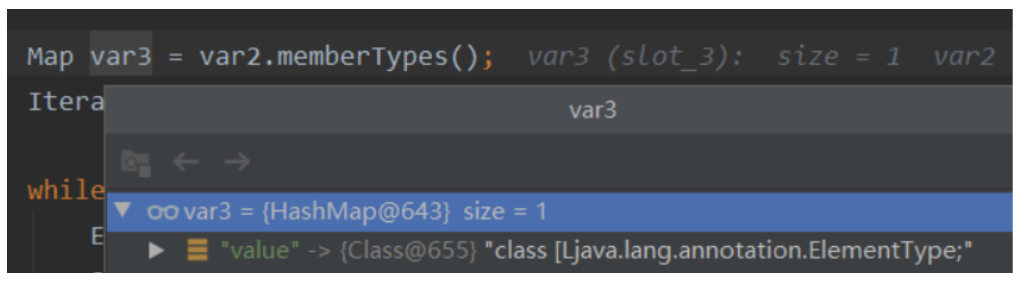 Map var3 = var2.memberTypes(); var3 (slot_3): size = 1 var2
Itera
var3
while
var3 = {HashMap@643} size = 1
E
"value" -> {Class@655} "class [Ljava.lang.annotation.ElementType;"